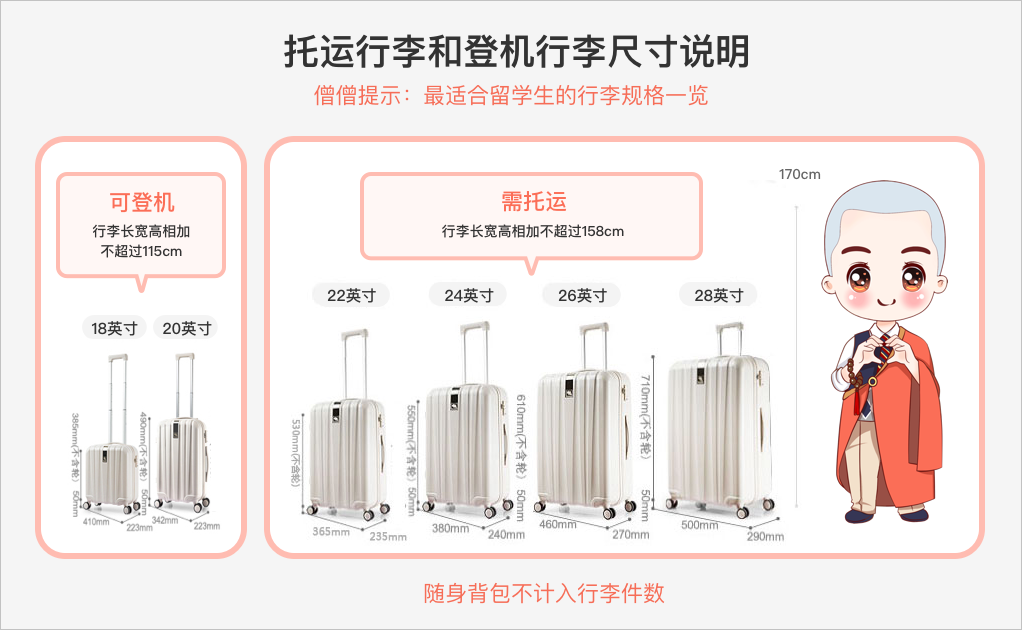 托运行李和登机行李尺寸说明
僧僧提示：最适合留学生的行李规格一览
可登机
行李长宽高相加
不超过115cm
18英寸
20英寸
385mm(不含轮)
50mm
410mm
223mm
490mm(不含轮)
50mm
342mm
223mm
需托运
行李长宽高相加不超过158cm
22英寸
24英寸
26英寸
28英寸
530mm(不含轮)
365mm
235mm
550mm(不含轮)
50mm
380mm
240mm
610mm(不含轮)
50mm
460mm
270mm
710mm(不含轮)
50mm
500mm
290mm
170cm
随身背包不计入行李件数